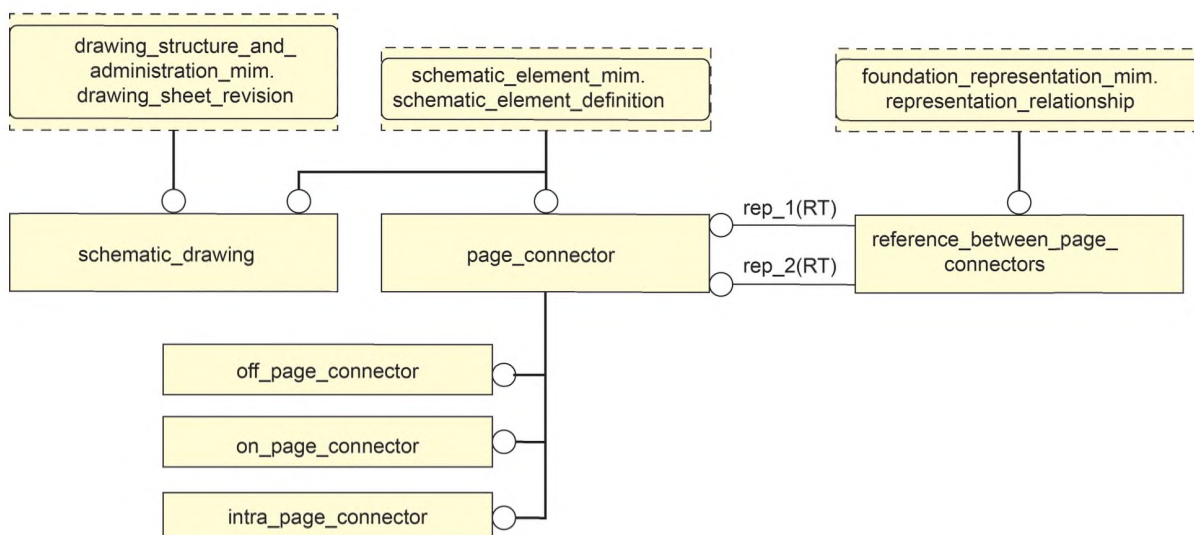 drawing_structure_and_
administration_mim.
drawing_sheet_revision
schematic_element_mim.
schematic_element_definition
foundation_representation_mim.
representation_relationship
schematic_drawing
page_connector
rep_1(RT)
rep_2(RT)
reference_between_page_
connectors
off_page_connector
on_page_connector
intra_page_connector